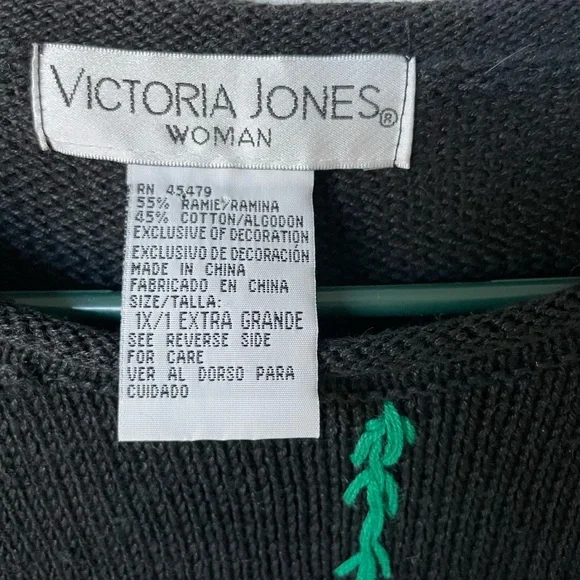 VICTORIA JONES®
WOMAN
RN 45479
55% RAMIE/RAMINA
45% COTTON/ALGODON
EXCLUSIVE OF DECORATION
EXCLUSIVO DE DECORACIÓN
MADE IN CHINA
FABRICADO EN CHINA
SIZE/TALLA:
1X/1 EXTRA GRANDE
SEE REVERSE SIDE
FOR CARE
VER AL DORSO PARA
CUIDADO